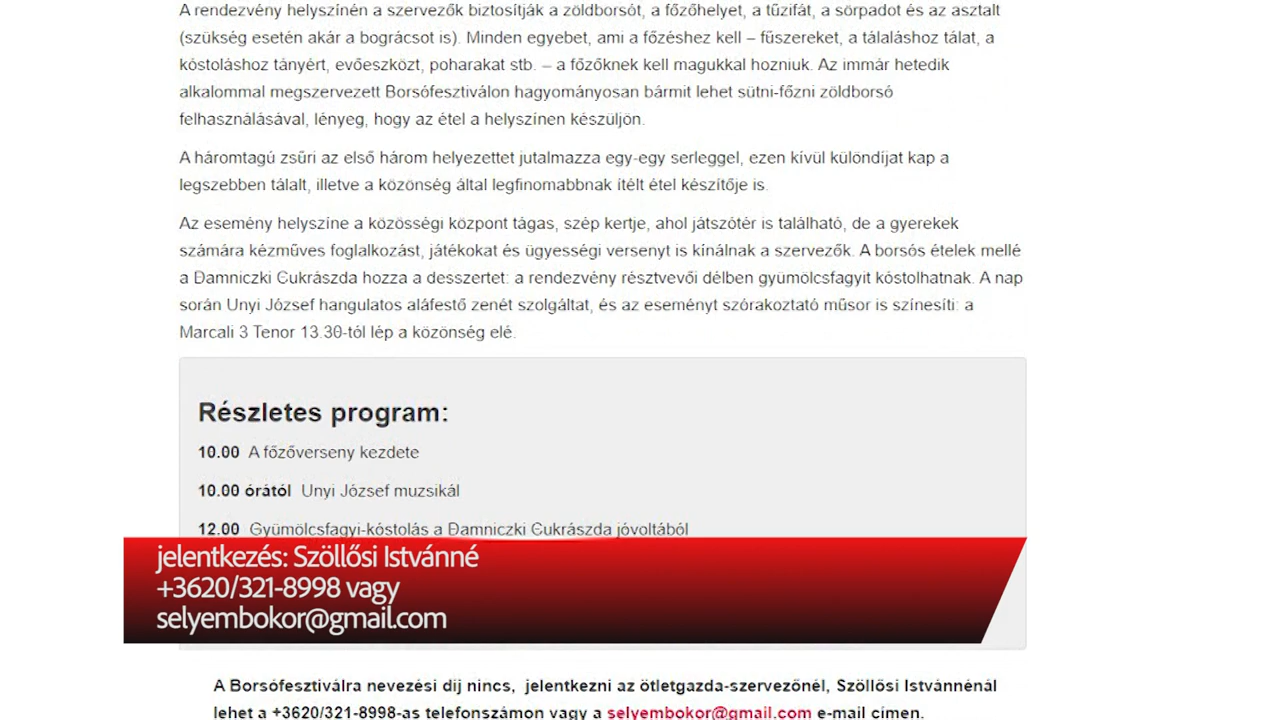 A rendezvény helyszínén a szervezők biztosítják a zöldborsót, a főzőhelyet, a tűzifát, a sörpadot és az asztalt
(szükség esetén akár a bográcsot is). Minden egyebet, ami a főzéshez kell – fűszereket, a tálaláshoz tálat, a
kóstoláshoz tányért, evőeszközt, poharakat stb. – a főzőknek kell magukkal hozniuk. Az immár hetedik
alkalommal megszervezett Borsófesztiválon hagyományosan bármit lehet sütni-főzni zöldborsó
felhasználásával, lényeg, hogy az étel a helyszínen készüljön.
A háromtagú zsűri az első három helyezettet jutalmazza egy-egy serleggel, ezen kívül különdíjat kap a
legszebben tálalt, illetve a közönség által legfinomabbnak ítélt étel készítője is.
Az esemény helyszíne a közösségi központ tágas, szép kertje, ahol játszótér is található, de a gyerekek
számára kézműves foglalkozást, játékokat és ügyességi versenyt is kínálnak a szervezők. A borsós ételek mellé
a Damniczki Cukrászda hozza a desszertet: a rendezvény résztvevői délben gyümölcsfagyit kóstolhatnak. A nap
során Unyi József hangulatos aláfestő zenét szolgáltat, és az eseményt szórakoztató műsor is színesíti: a
Marcali 3 Tenor 13.30-tól lép a közönség elé.
Részletes program:
10.00 A főzőverseny kezdete
10.00 órától Unyi József muzsikál
12.00 Gyümölcsfagyi-kóstolás a Damniczki Cukrászda jóvoltából
jelentkezés: Szöllősi Istvánné
+3620/321-8998 vagy
selyembokor@gmail.com
A Borsófesztiválra nevezési díj nincs, jelentkezni az ötletgazda-szervezőnél, Szöllősi Istvánnénál
lehet a +3620/321-8998-as telefonszámon vagy a selyembokor@gmail.com e-mail címen.